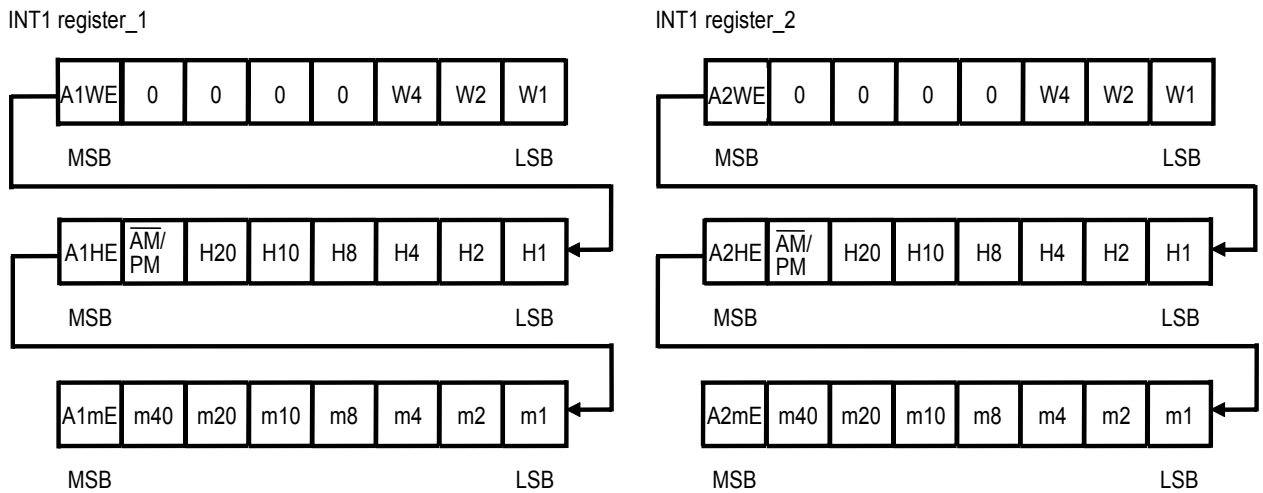 INT1 register_1
A1WE 0 0 0 0 W4 W2 W1
MSB LSB
A1HE AM/PM H20 H10 H8 H4 H2 H1
MSB LSB
A1mE m40 m20 m10 m8 m4 m2 m1
MSB LSB
INT1 register_2
A2WE 0 0 0 0 W4 W2 W1
MSB LSB
A2HE AM/PM H20 H10 H8 H4 H2 H1
MSB LSB
A2mE m40 m20 m10 m8 m4 m2 m1
MSB LSB